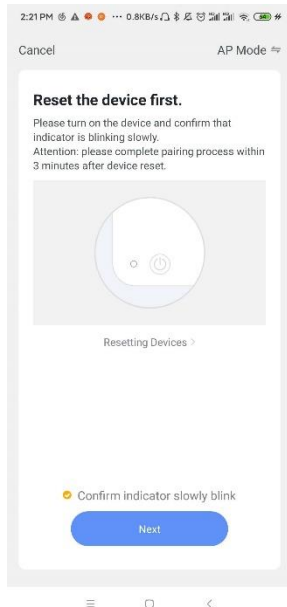 2:21 PM ... 0.8KB/s
Cancel AP Mode
Reset the device first.
Please turn on the device and confirm that
indicator is blinking slowly.
Attention: please complete pairing process within
3 minutes after device reset.
Resetting Devices >
Confirm indicator slowly blink
Next